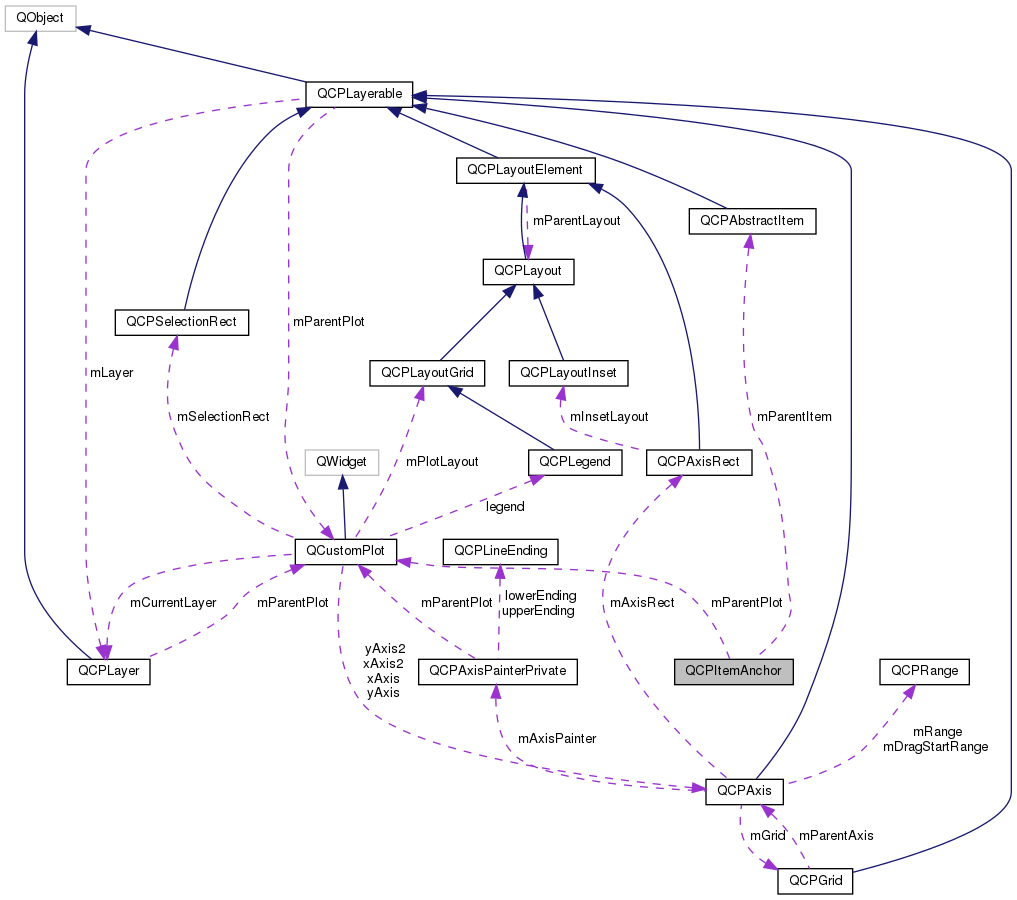 QObject
QCPLayerable
QCPLayoutElement
QCPAbstractItem
mParentLayout
QCPLayout
QCPSelectionRect
mParentPlot
mLayer
QCPLayoutGrid
QCPLayoutInset
mSelectionRect
mInsetLayout
mParentItem
QWidget
mPlotLayout
QCPLegend
QCPAxisRect
legend
QCustomPlot
QCPLineEnding
mCurrentLayer
mParentPlot
mParentPlot
lowerEnding
upperEnding
mAxisRect
mParentPlot
yAxis2
xAxis2
xAxis
yAxis
QCPLayer
QCPAxisPainterPrivate
QCPItemAnchor
QCPRange
mAxisPainter
mRange
mDragStartRange
QCPAxis
mGrid
mParentAxis
QCPGrid